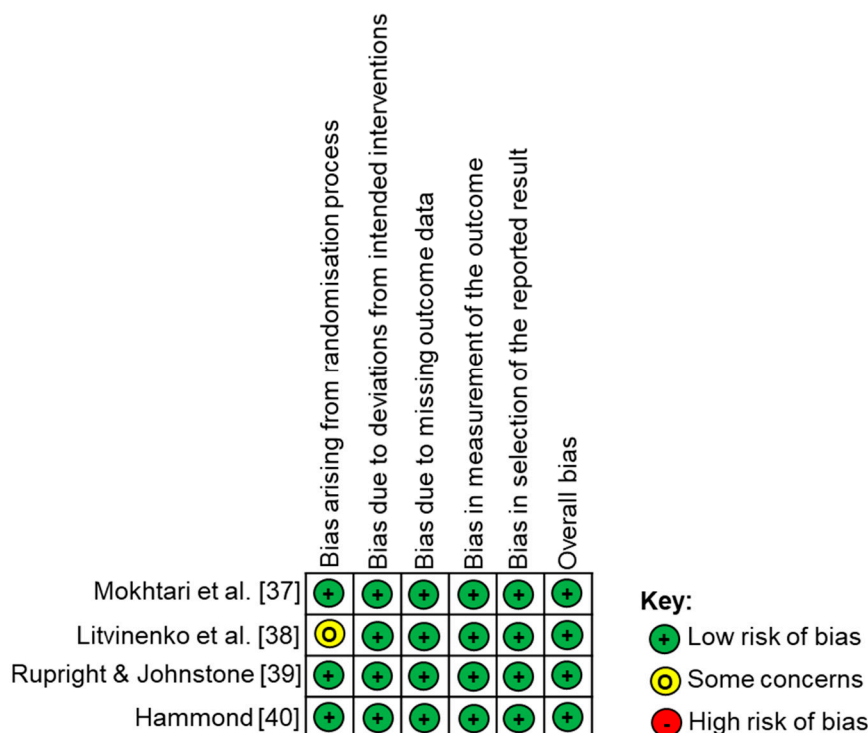 Bias arising from randomisation process
Bias due to deviations from intended interventions
Bias due to missing outcome data
Bias in measurement of the outcome
Bias in selection of the reported result
Overall bias
Mokhtari et al. [37] + + + + + +
Litvinenko et al. [38] O + + + + +
Rupright & Johnstone [39] + + + + + +
Hammond [40] + + + + + +
Key:
+ Low risk of bias
O Some concerns
- High risk of bias